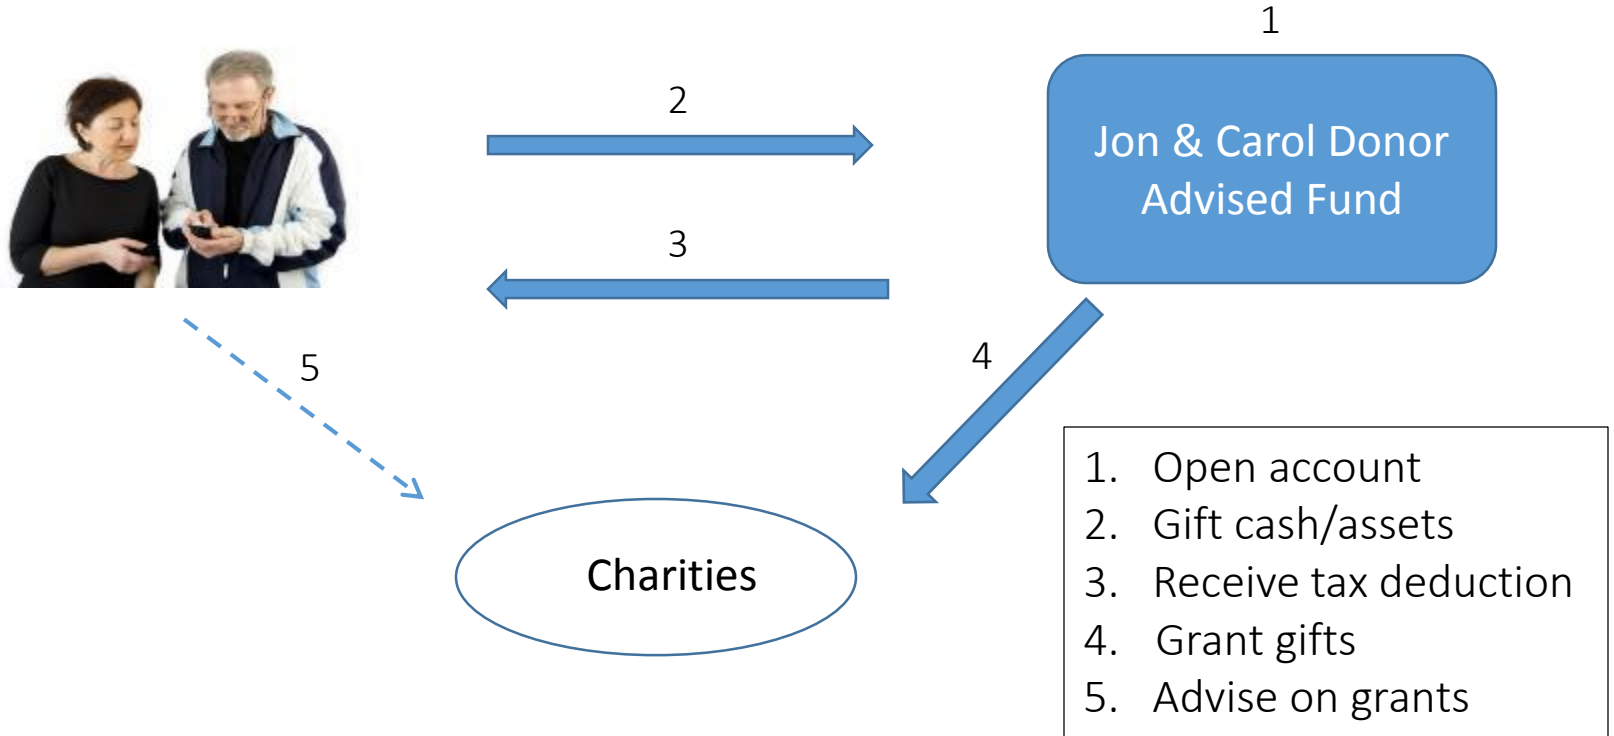 1
2
Jon & Carol Donor
Advised Fund
3
4
5
Charities
1. Open account
2. Gift cash/assets
3. Receive tax deduction
4. Grant gifts
5. Advise on grants